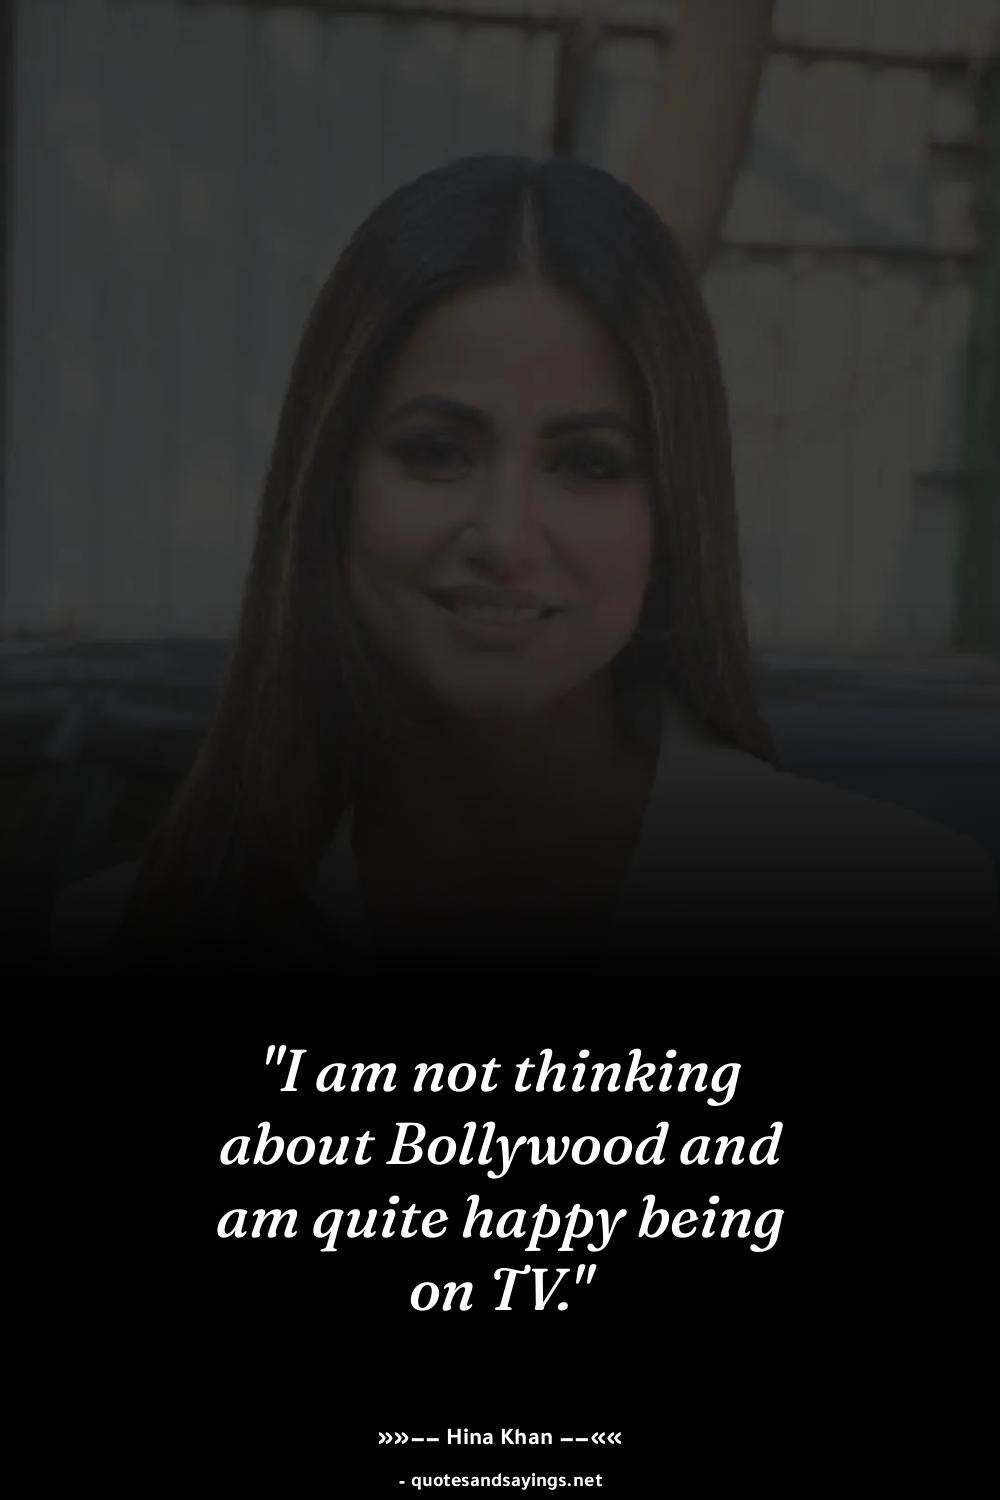 "I am not thinking
about Bollywood and
am quite happy being
on TV."
»»−− Hina Khan −−««
- quotesandsayings.net